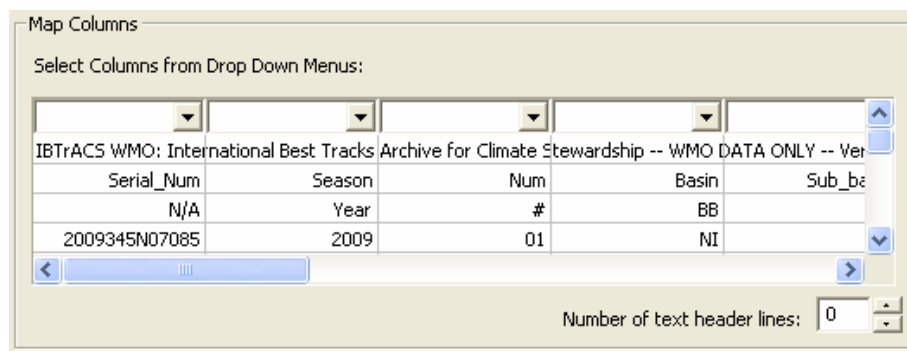 Map Columns
Select Columns from Drop Down Menus:
IBTrACS WMO: International Best Tracks Archive for Climate Stewardship -- WMO DATA ONLY -- Ver
Serial_Num Season Num Basin Sub_ba
N/A Year # BB
2009345N07085 2009 01 NI
Number of text header lines: 0